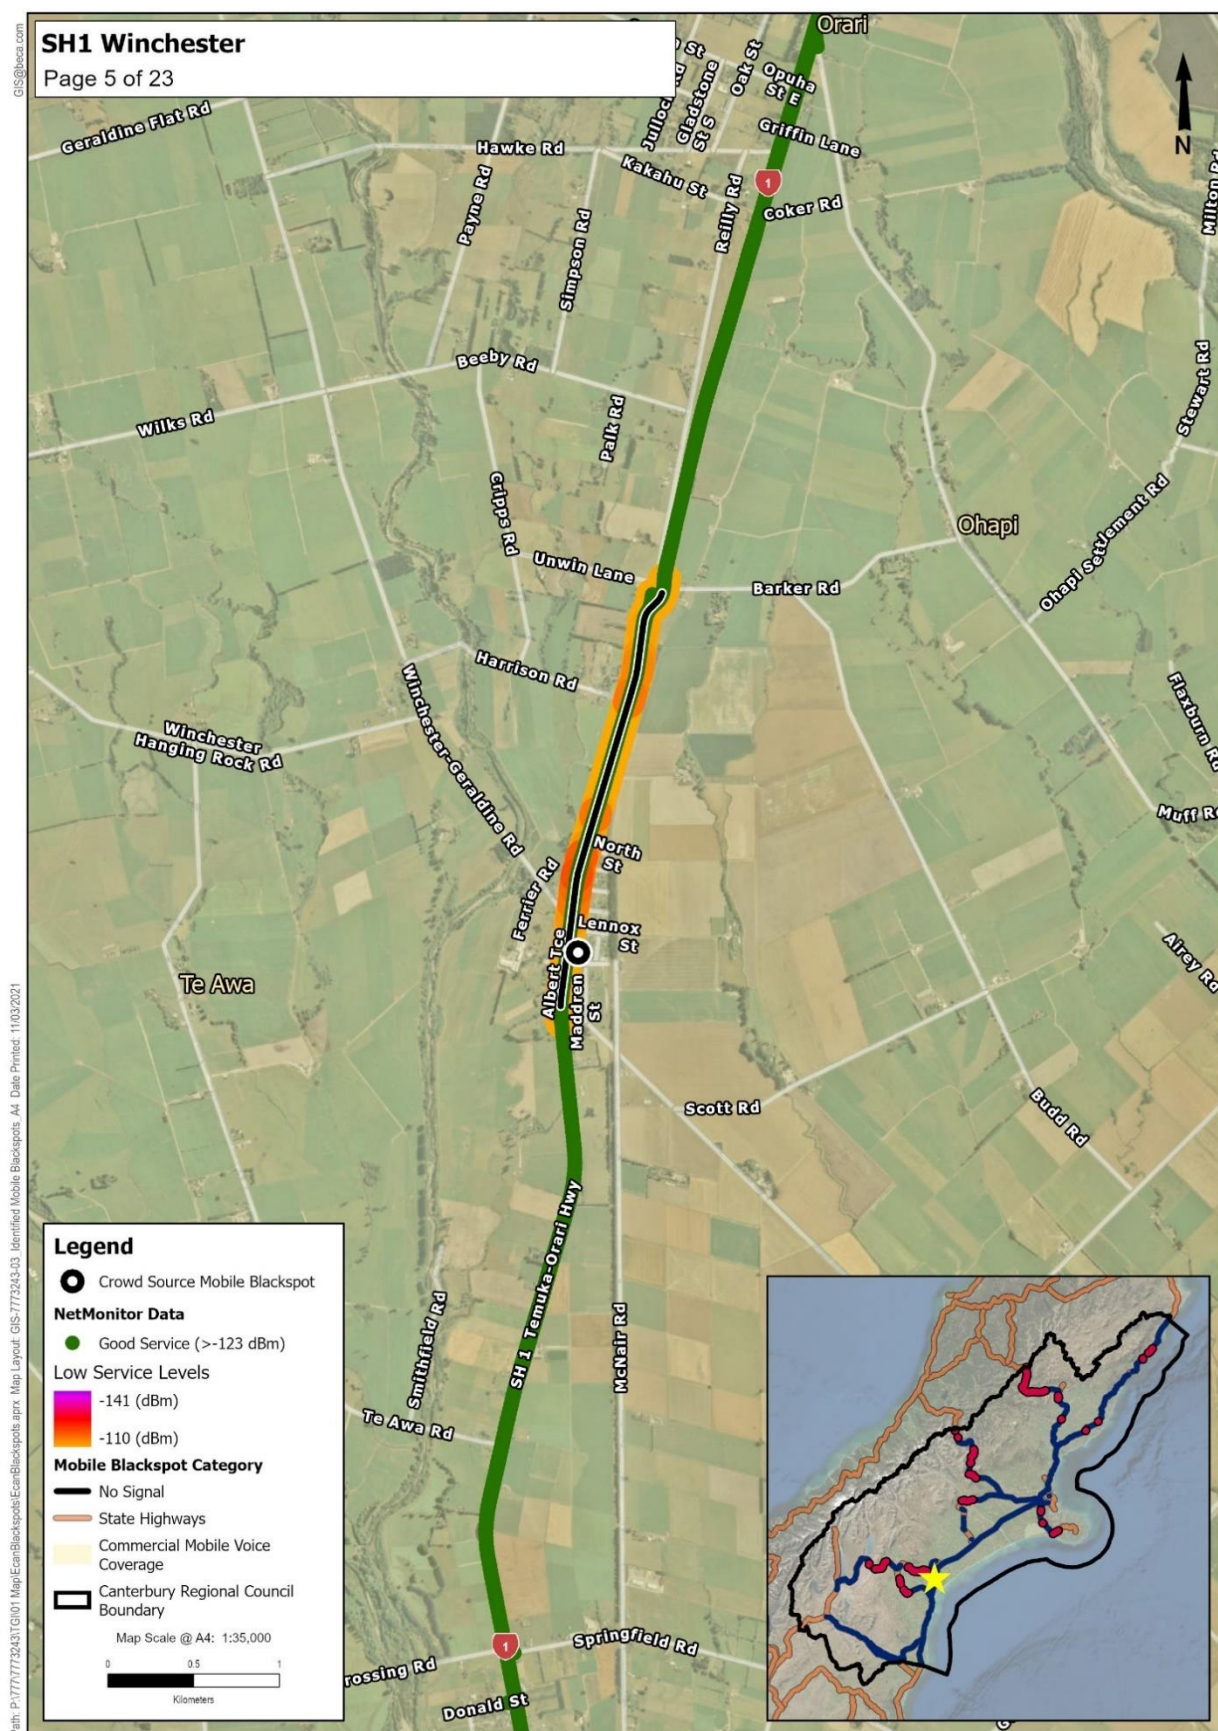 SH1 Winchester
Page 5 of 23
GIS@beca.com
Orari
Opuha
St E
Oak St
Gladstone
St S
Griffin Lane
Geraldine Flat Rd
Hawke Rd
Kakahu St
1
N
Payne Rd
Simpson Rd
Reilly Rd
Coker Rd
Milton Rd
Beeby Rd
Wilks Rd
Palk Rd
Stewart Rd
Cripps Rd
Ohapi
Ohapi Settlement Rd
Unwin Lane
Barker Rd
Harrison Rd
Flaxburn Rd
Winchester
Hanging Rock Rd
Winchester-Geraldine Rd
Muff Rd
North
St
Ferrier Rd
Lennox
St
Albert Tce
Maddren
St
Te Awa
Airey Rd
Scott Rd
Budd Rd
SH 1 Temuka-Orari Hwy
McNair Rd
Smithfield Rd
Te Awa Rd
1
Springfield Rd
rossing Rd
Donald St
Legend
Crowd Source Mobile Blackspot
NetMonitor Data
Good Service (>-123 dBm)
Low Service Levels
-141 (dBm)
-110 (dBm)
Mobile Blackspot Category
No Signal
State Highways
Commercial Mobile Voice
Coverage
Canterbury Regional Council
Boundary
Map Scale @ A4: 1:35,000
0 0.5 1
Kilometers